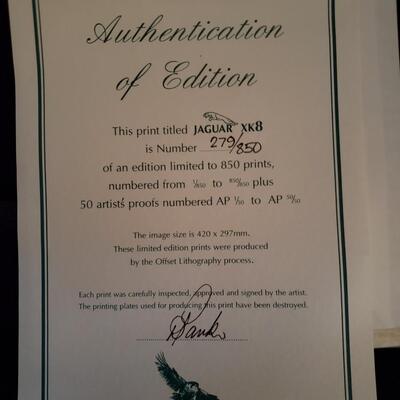 Authentication
of Edition
This print titled JAGUAR XK8
is Number 279/850
of an edition limited to 850 prints,
numbered from 1/850 to 850/850 plus
50 artist's proofs numbered AP 1/50 to AP 50/50
The image size is 420 x 297mm.
These limited edition prints were produced
by the Offset Lithography process.
Each print was carefully inspected, approved and signed by the artist.
The printing plates used for producing this print have been destroyed.